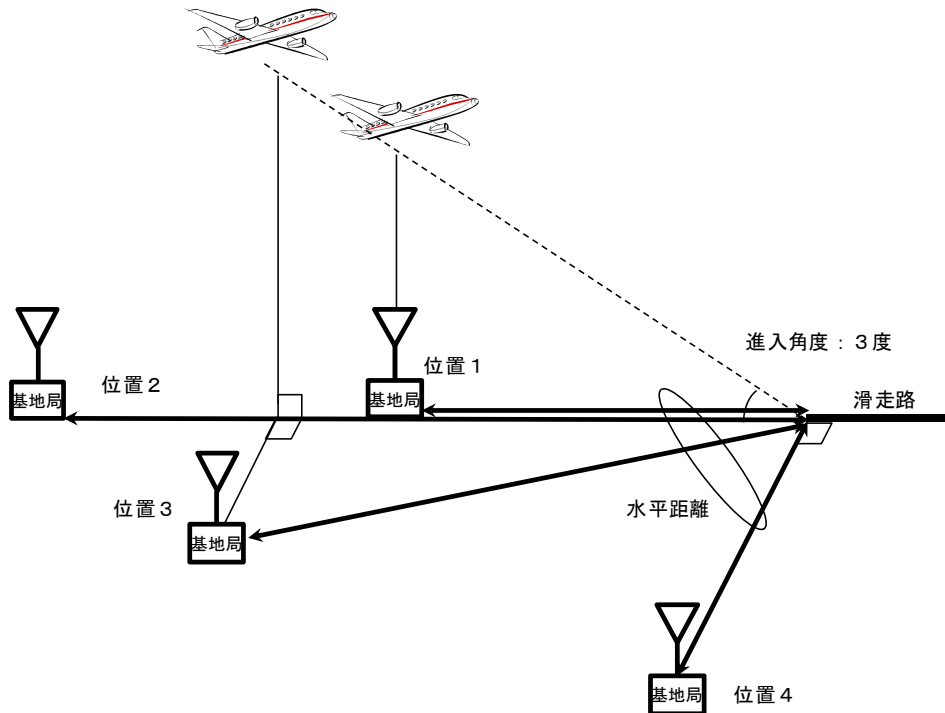 進入角度 : 3度
位置1
位置2
基地局
基地局
滑走路
位置3
水平距離
基地局
基地局
位置4